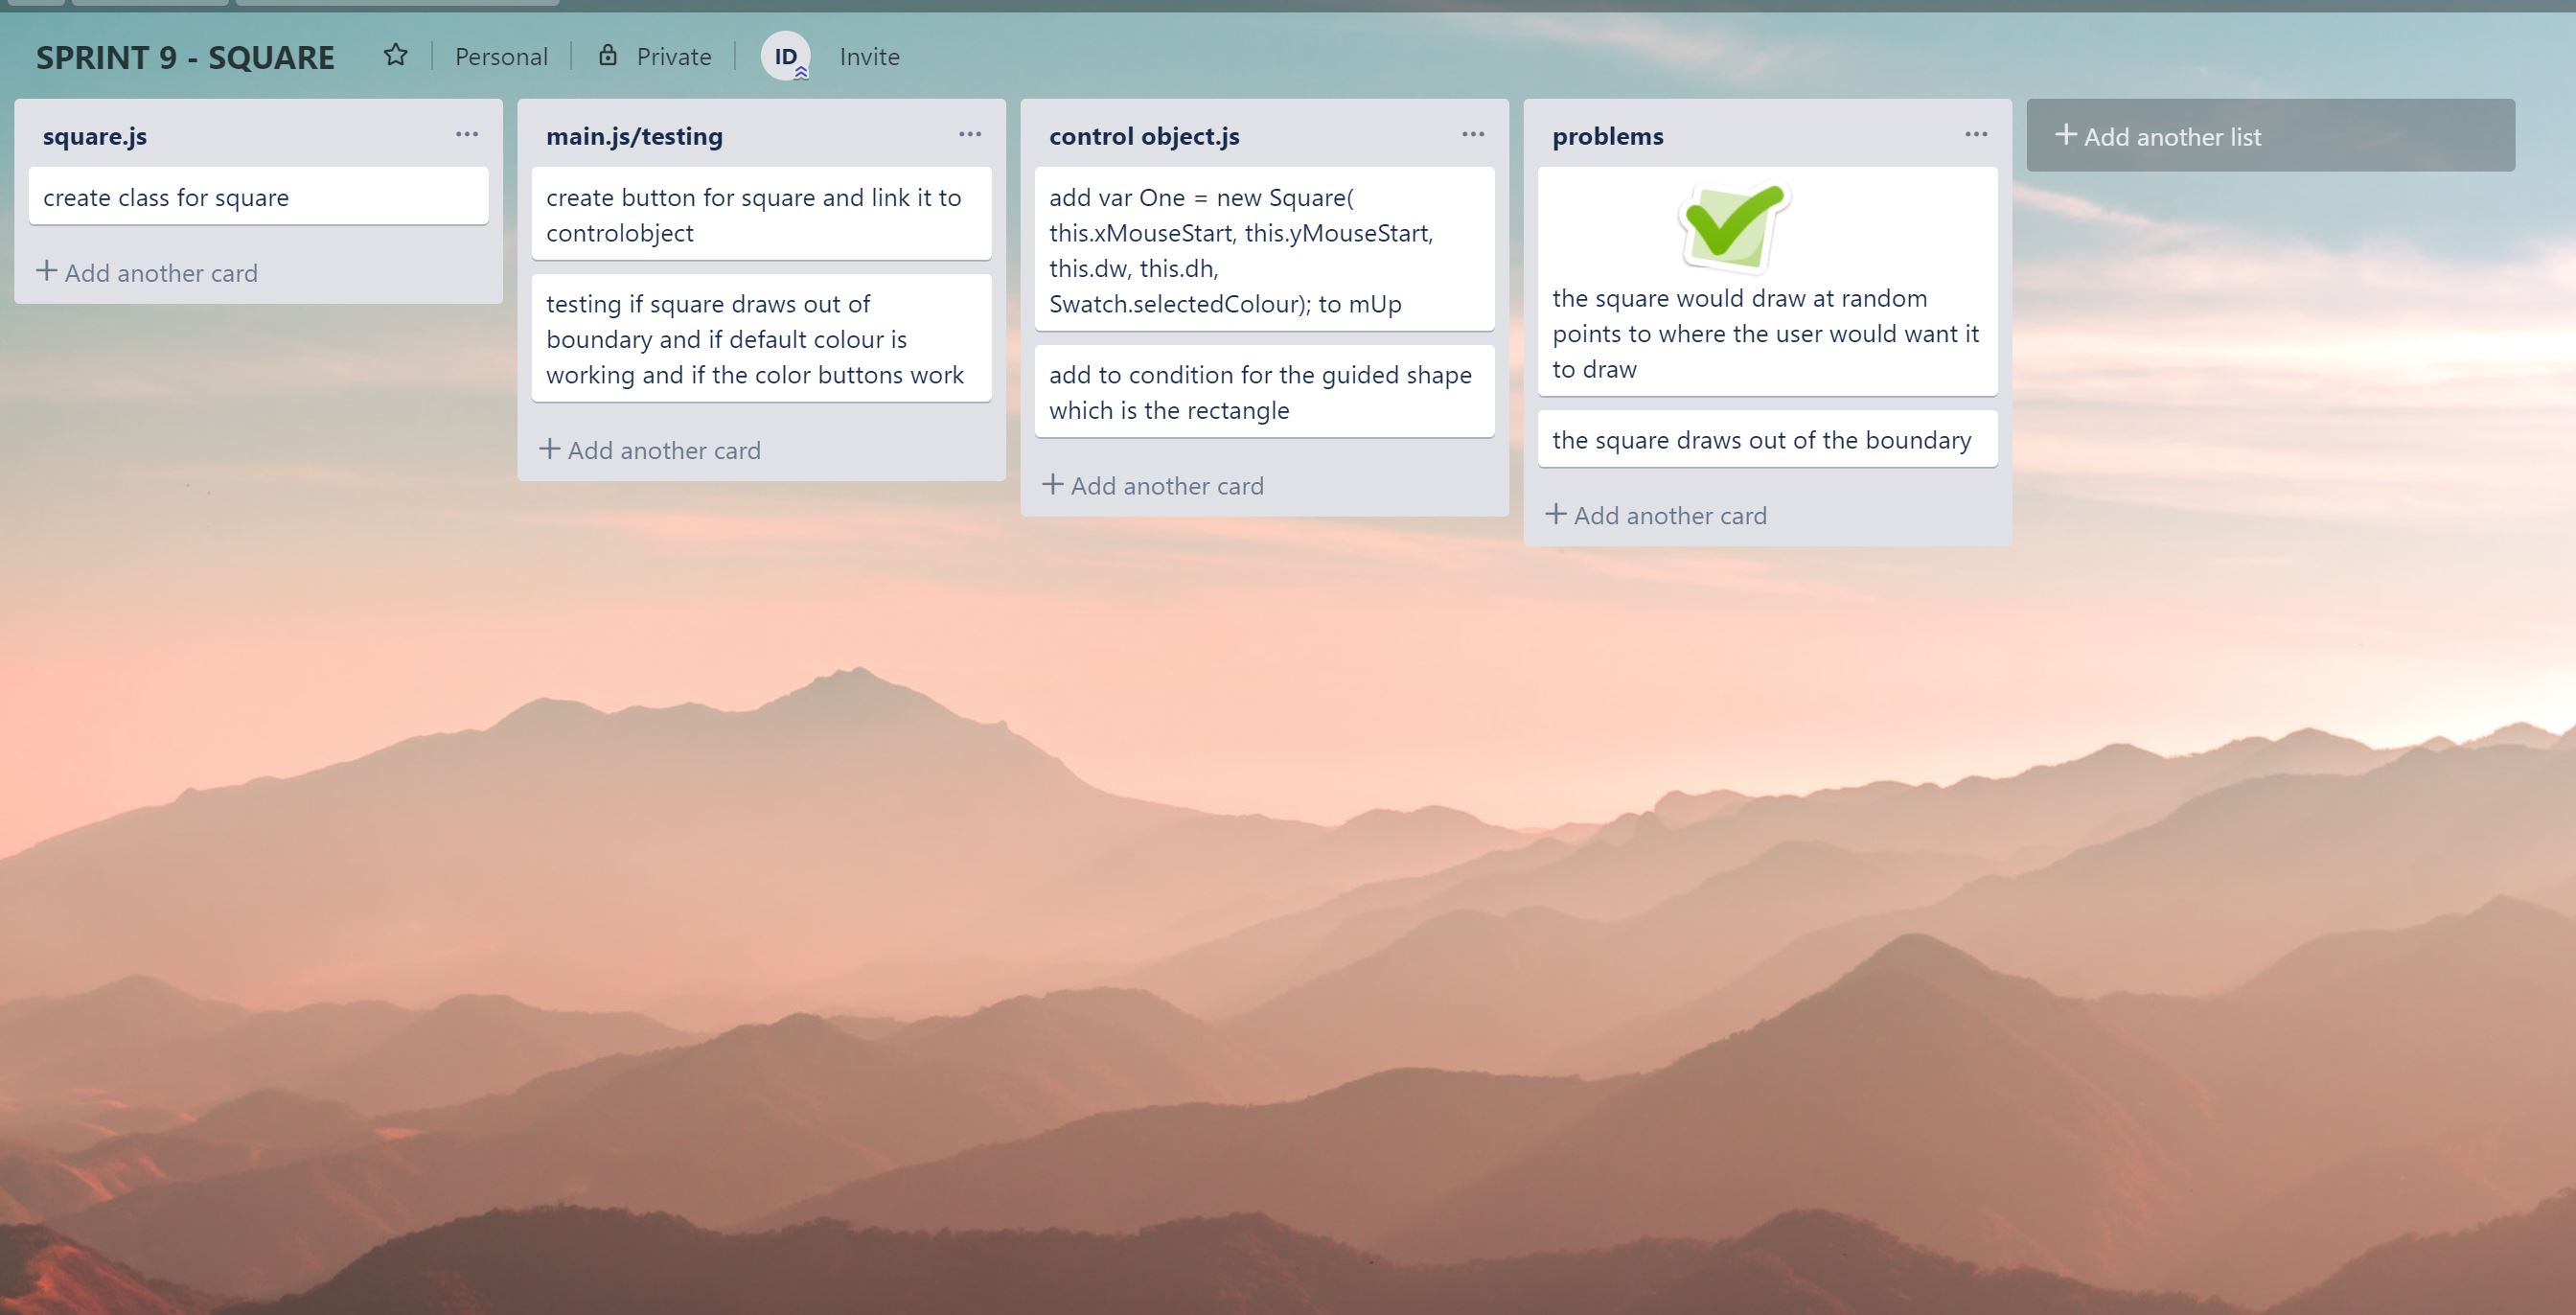 SPRINT 9 - SQUARE
Personal
Private
ID
Invite
square.js
create class for square
Add another card
main.js/testing
create button for square and link it to
controlobject
testing if square draws out of
boundary and if default colour is
working and if the color buttons work
Add another card
control object.js
add var One = new Square(
this.xMouseStart, this.yMouseStart,
this.dw, this.dh,
Swatch.selectedColour); to mUp
add to condition for the guided shape
which is the rectangle
Add another card
problems
the square would draw at random
points to where the user would want it
to draw
the square draws out of the boundary
Add another card
Add another list